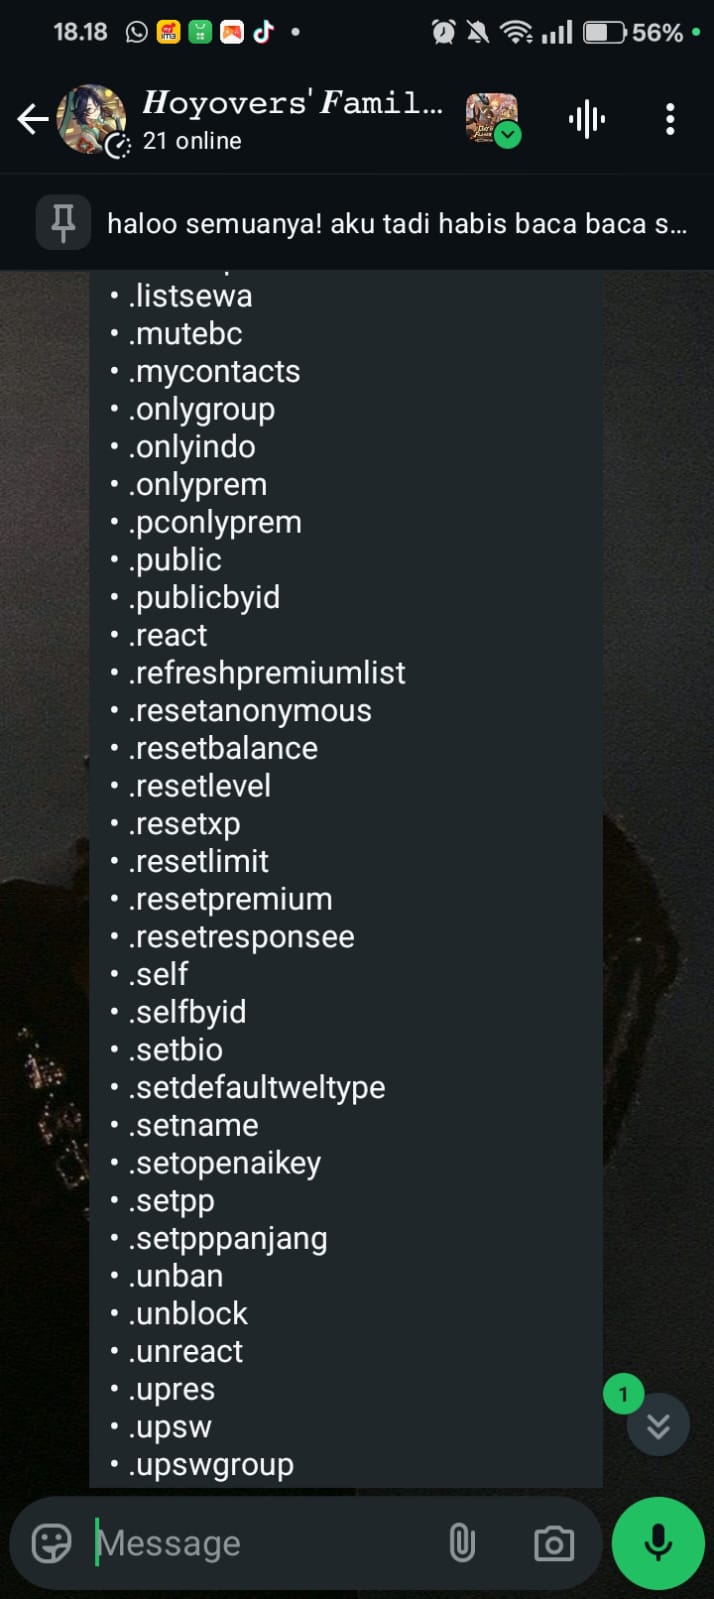 18.18
56%
Hoyovers' Famil...
21 online
haloo semuanya! aku tadi habis baca baca s...
• .listsewa
• .mutebc
• .mycontacts
• .onlygroup
• .onlyindo
• .onlyprem
• .pconlyprem
• .public
• .publicbyid
• .react
• .refreshpremiumlist
• .resetanonymous
• .resetbalance
• .resetlevel
• .resetxp
• .resetlimit
• .resetpremium
• .resetresponsee
• .self
• .selfbyid
• .setbio
• .setdefaultweltype
• .setname
• .setopenaikey
• .setpp
• .setpppanjang
• .unban
• .unblock
• .unreact
• .upres
• .upsw
• .upswgroup
1
Message